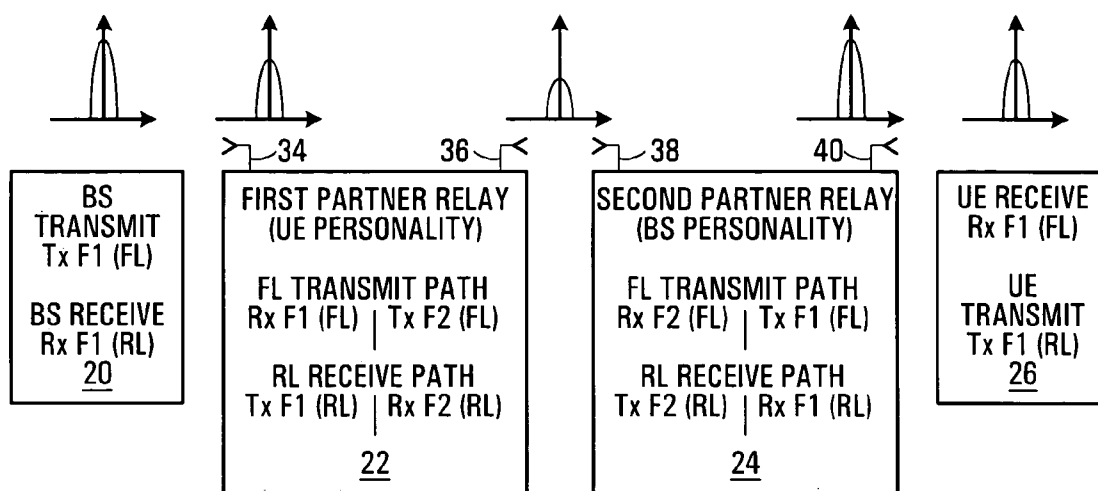 34
36
38
40
BS
TRANSMIT
Tx F1 (FL)
BS RECEIVE
Rx F1 (RL)
20
FIRST PARTNER RELAY
(UE PERSONALITY)
FL TRANSMIT PATH
Rx F1 (FL) | Tx F2 (FL)
RL RECEIVE PATH
Tx F1 (RL) | Rx F2 (RL)
22
SECOND PARTNER RELAY
(BS PERSONALITY)
FL TRANSMIT PATH
Rx F2 (FL) | Tx F1 (FL)
RL RECEIVE PATH
Tx F2 (RL) | Rx F1 (RL)
24
UE RECEIVE
Rx F1 (FL)
UE
TRANSMIT
Tx F1 (RL)
26